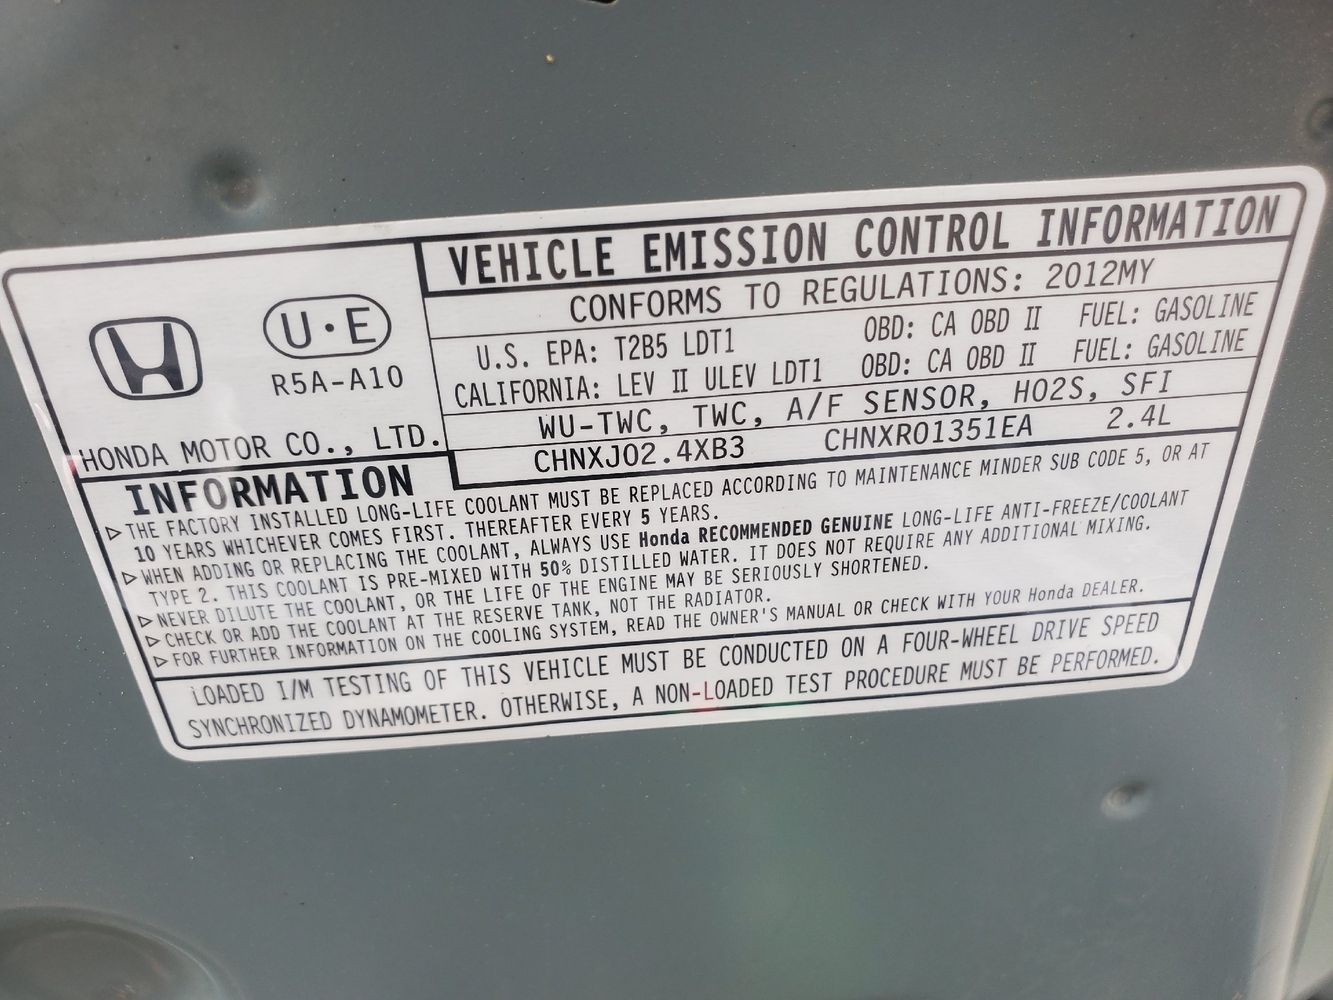 VEHICLE EMISSION CONTROL INFORMATION
CONFORMS TO REGULATIONS: 2012MY
U.S. EPA: T2B5 LDT1 OBD: CA OBD II FUEL: GASOLINE
CALIFORNIA: LEV II ULEV LDT1 OBD: CA OBD II FUEL: GASOLINE
WU-TWC, TWC, A/F SENSOR, HO2S, SFI
CHNXJ02.4XB3 CHNXR01351EA 2.4L
U·E
R5A-A10
HONDA MOTOR CO., LTD.
INFORMATION
▷ THE FACTORY INSTALLED LONG-LIFE COOLANT MUST BE REPLACED ACCORDING TO MAINTENANCE MINDER SUB CODE 5, OR AT
10 YEARS WHICHEVER COMES FIRST. THEREAFTER EVERY 5 YEARS.
▷ WHEN ADDING OR REPLACING THE COOLANT, ALWAYS USE Honda RECOMMENDED GENUINE LONG-LIFE ANTI-FREEZE/COOLANT
TYPE 2. THIS COOLANT IS PRE-MIXED WITH 50% DISTILLED WATER. IT DOES NOT REQUIRE ANY ADDITIONAL MIXING.
▷ NEVER DILUTE THE COOLANT, OR THE LIFE OF THE ENGINE MAY BE SERIOUSLY SHORTENED.
▷ CHECK OR ADD THE COOLANT AT THE RESERVE TANK, NOT THE RADIATOR.
▷ FOR FURTHER INFORMATION ON THE COOLING SYSTEM, READ THE OWNER'S MANUAL OR CHECK WITH YOUR Honda DEALER.
LOADED I/M TESTING OF THIS VEHICLE MUST BE CONDUCTED ON A FOUR-WHEEL DRIVE SPEED
SYNCHRONIZED DYNAMOMETER. OTHERWISE, A NON-LOADED TEST PROCEDURE MUST BE PERFORMED.